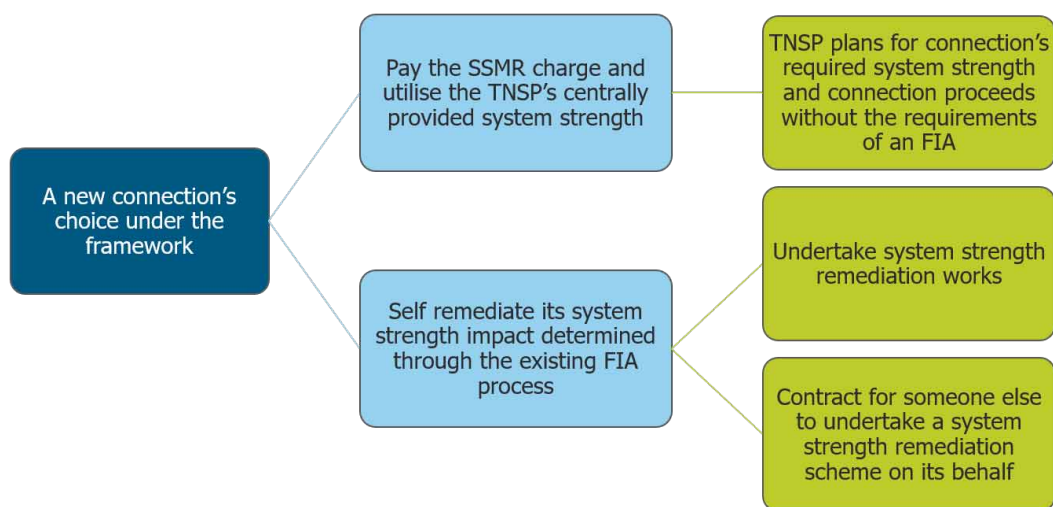 A new connection's
choice under the
framework
Pay the SSMR charge and
utilise the TNSP's centrally
provided system strength
TNSP plans for connection's
required system strength
and connection proceeds
without the requirements
of an FIA
Self remediate its system
strength impact determined
through the existing FIA
process
Undertake system strength
remediation works
Contract for someone else
to undertake a system
strength remediation
scheme on its behalf